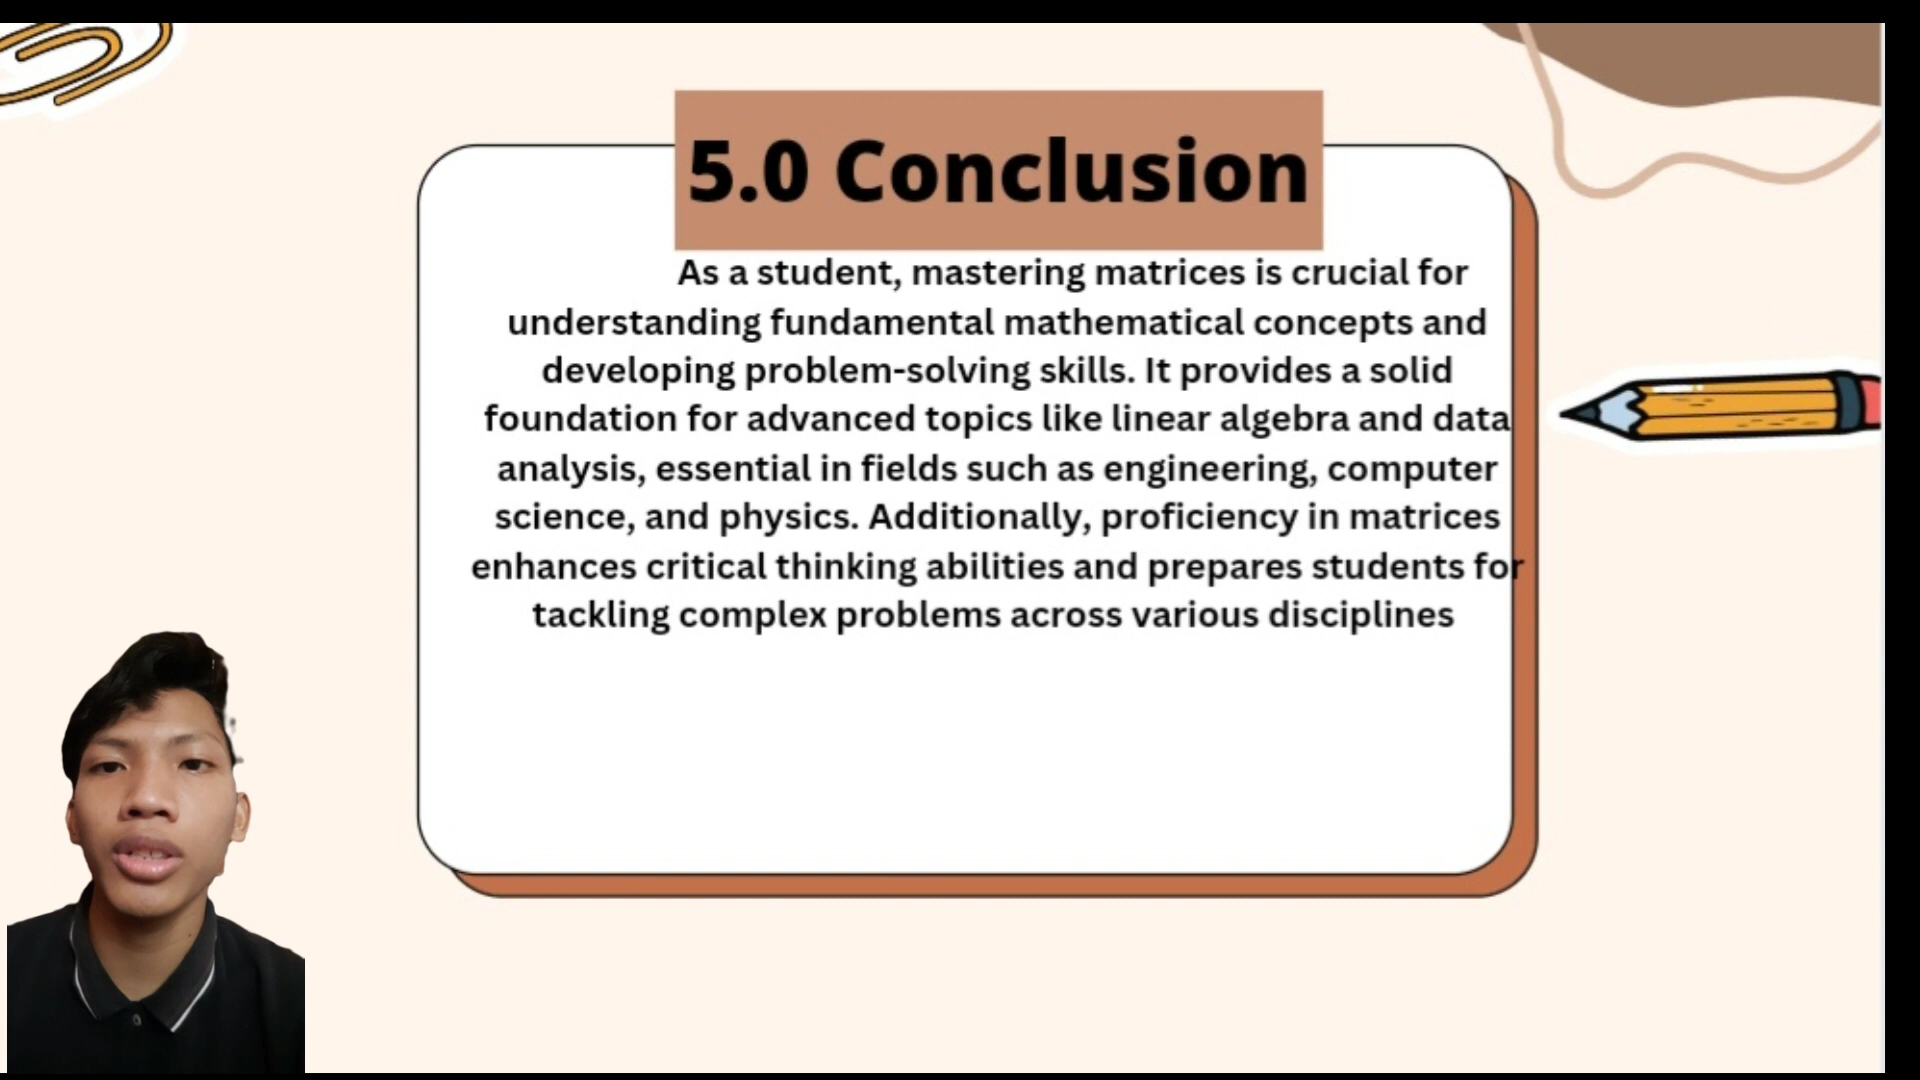 5.0 Conclusion
As a student, mastering matrices is crucial for
understanding fundamental mathematical concepts and
developing problem-solving skills. It provides a solid
foundation for advanced topics like linear algebra and data
analysis, essential in fields such as engineering, computer
science, and physics. Additionally, proficiency in matrices
enhances critical thinking abilities and prepares students for
tackling complex problems across various disciplines